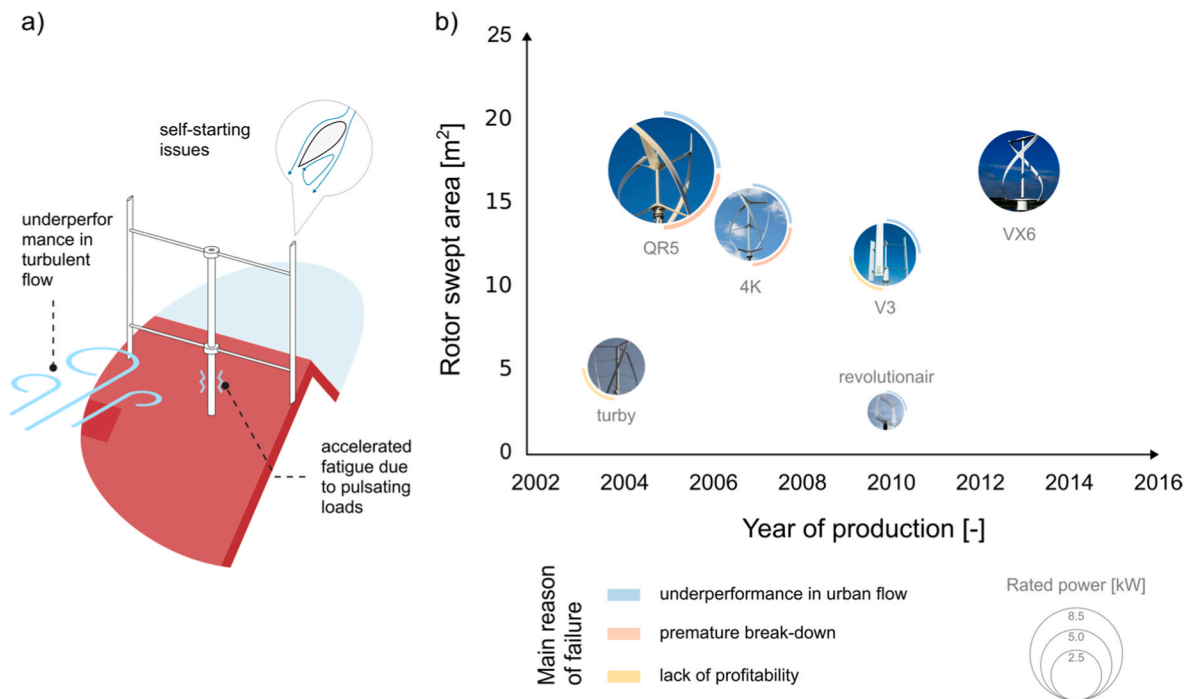 a)
self-starting
issues
underperfor
mance in
turbulent
flow
accelerated
fatigue due
to pulsating
loads
b)
Rotor swept area [m²]
25
20
15
10
5
0
QR5
4K
V3
VX6
turby
revolutionair
2002 2004 2006 2008 2010 2012 2014 2016
Year of production [-]
Main reason
of failure
underperformance in urban flow
premature break-down
lack of profitability
Rated power [kW]
8.5
5.0
2.5